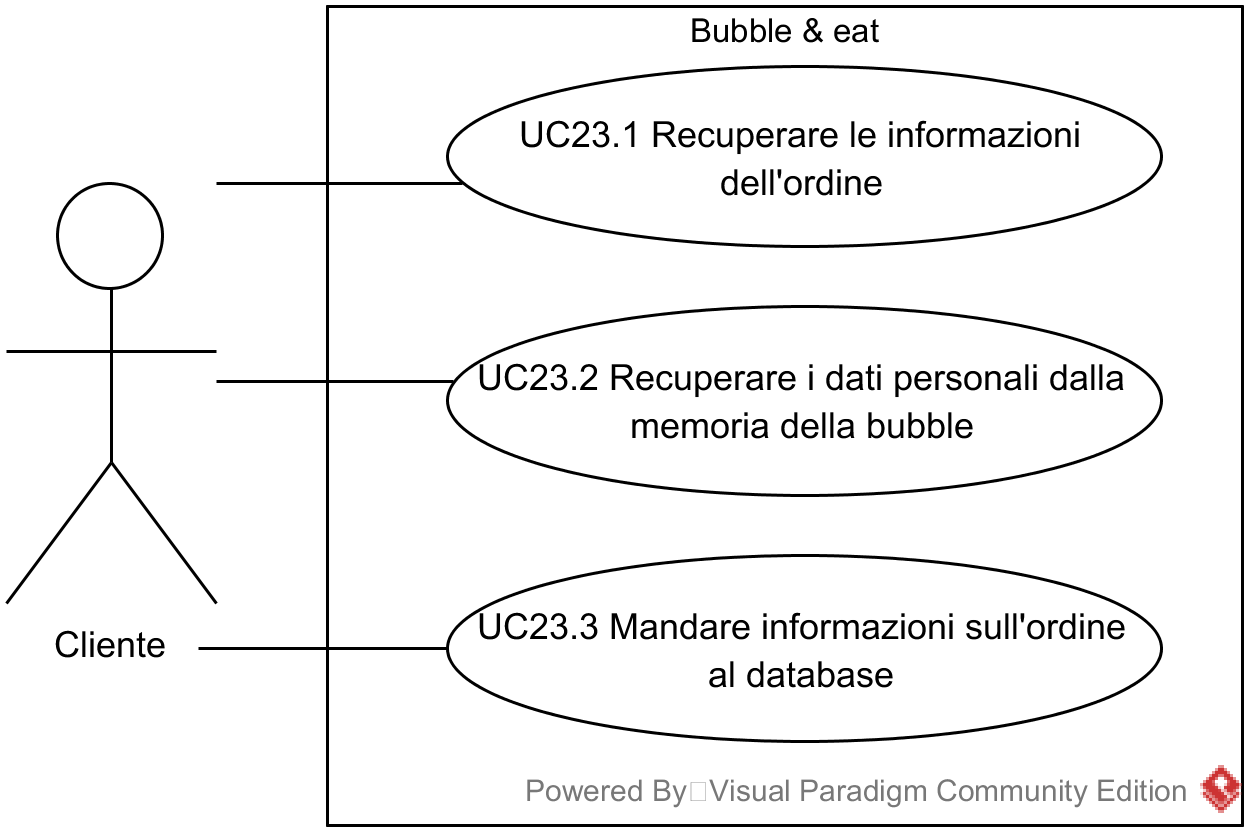 Bubble & eat
UC23.1 Recuperare le informazioni
dell'ordine
UC23.2 Recuperare i dati personali dalla
memoria della bubble
UC23.3 Mandare informazioni sull'ordine
al database
Cliente
Powered By Visual Paradigm Community Edition